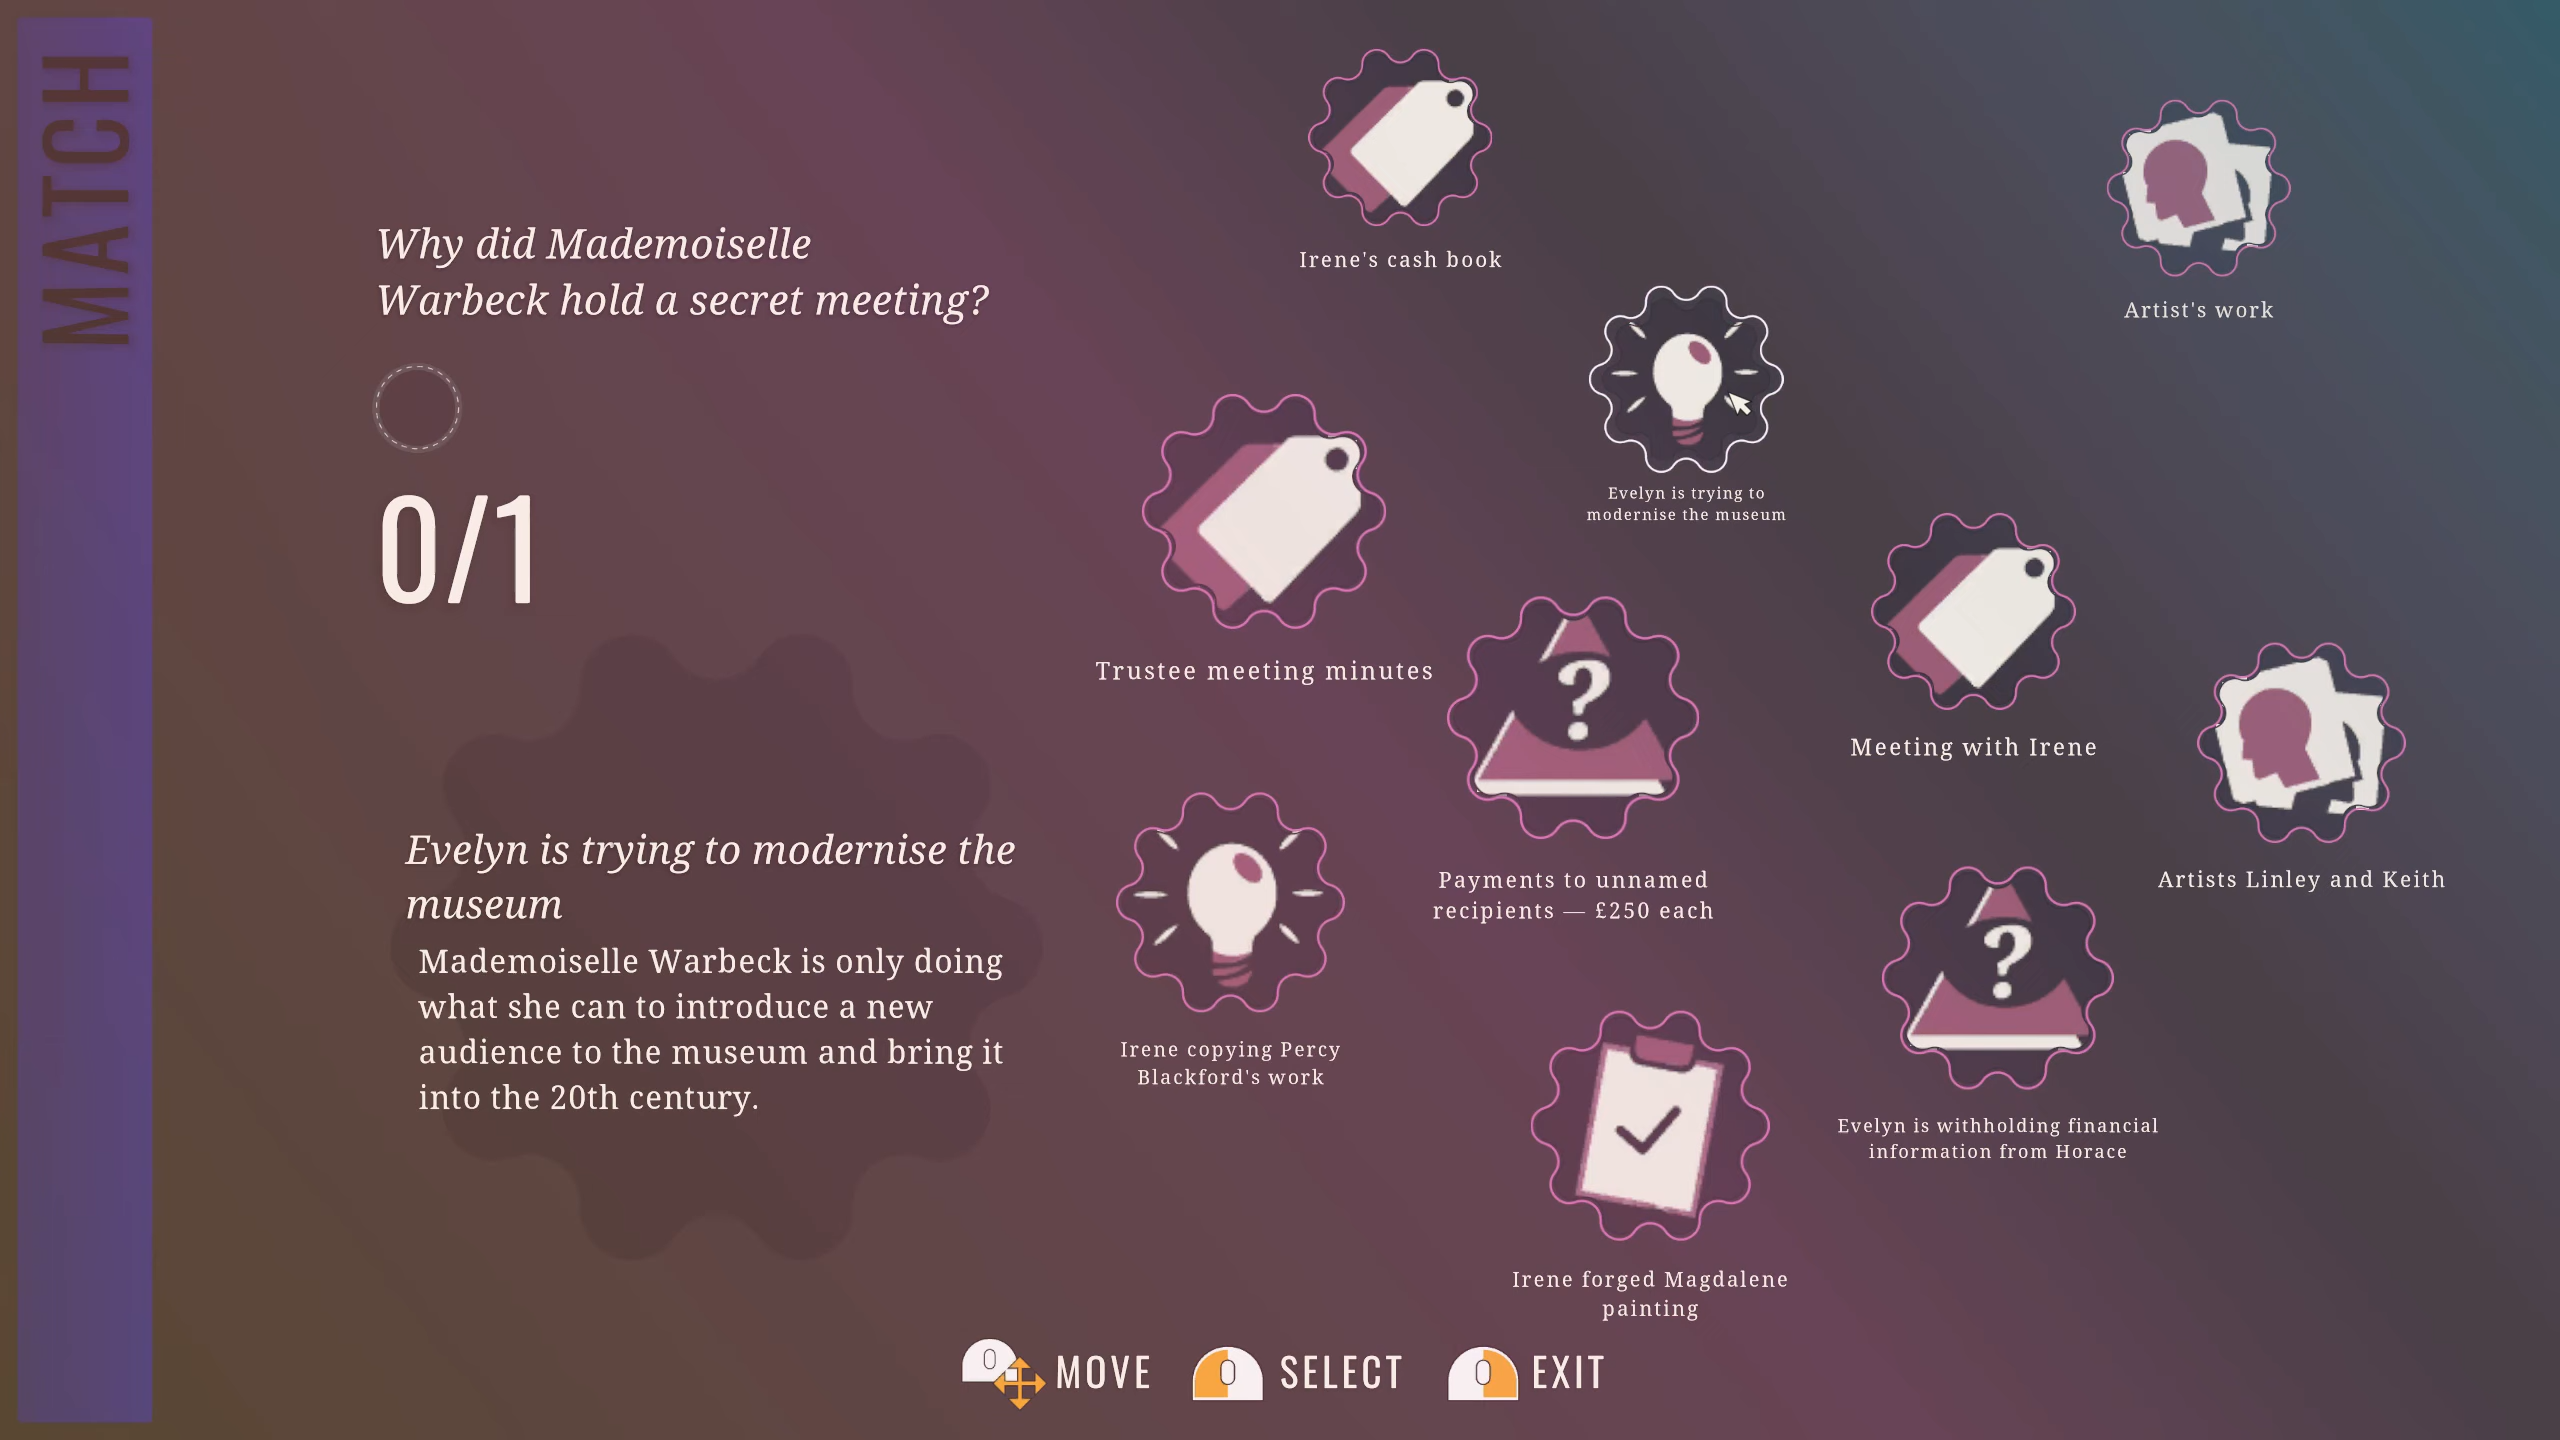 MATCH
Why did Mademoiselle
Warbeck hold a secret meeting?
0/1
Evelyn is trying to modernise the
museum
Mademoiselle Warbeck is only doing
what she can to introduce a new
audience to the museum and bring it
into the 20th century.
Irene's cash book
Artist's work
Evelyn is trying to
modernise the museum
Trustee meeting minutes
?
Meeting with Irene
Payments to unnamed
recipients — £250 each
Artists Linley and Keith
?
Irene copying Percy
Blackford's work
Evelyn is withholding financial
information from Horace
Irene forged Magdalene
painting
MOVE SELECT EXIT